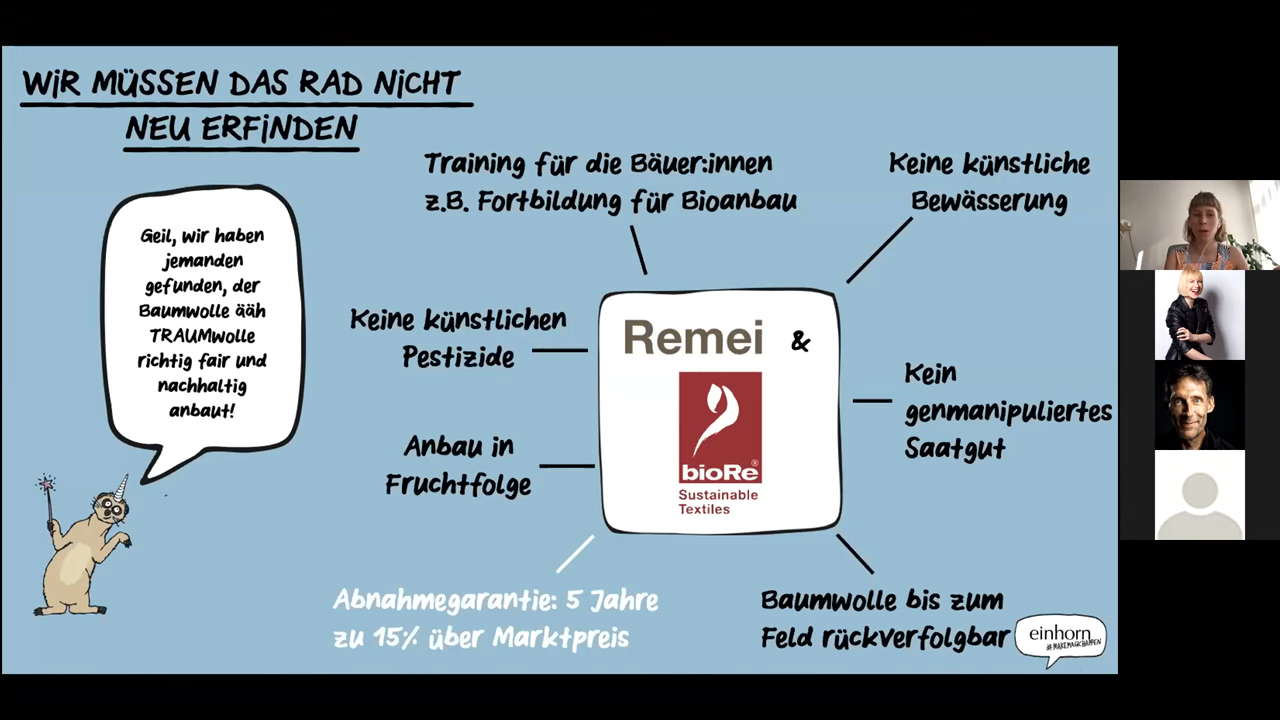 WIR MÜSSEN DAS RAD NICHT
NEU ERFINDEN
Geil, wir haben
jemanden
gefunden, der
Baumwolle ääh
TRAUMwolle
richtig fair und
nachhaltig
anbaut!
Training für die Bäuer:innen
z.B. Fortbildung für Bioanbau
Keine künstliche
Bewässerung
Keine künstlichen
Pestizide
Anbau in
Fruchtfolge
Remei &
bioRe®
Sustainable
Textiles
Kein
genmanipuliertes
Saatgut
Abnahmegarantie: 5 Jahre
zu 15% über Marktpreis
Baumwolle bis zum
Feld rückverfolgbar
einhorn
#MAKEMAGICHAPPEN